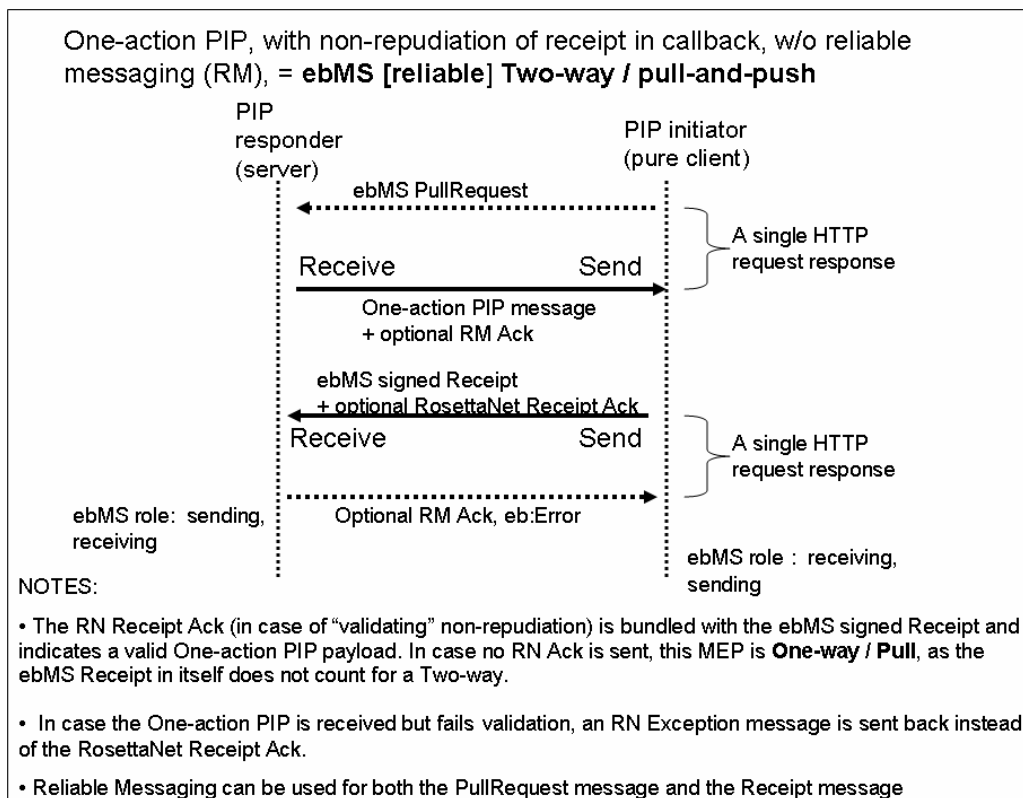 One-action PIP, with non-repudiation of receipt in callback, w/o reliable
messaging (RM), = ebMS [reliable] Two-way / pull-and-push
PIP
responder
(server)
PIP initiator
(pure client)
ebMS PullRequest
A single HTTP
request response
Receive Send
One-action PIP message
+ optional RM Ack
ebMS signed Receipt
+ optional RosettaNet Receipt Ack
Receive Send
A single HTTP
request response
ebMS role: sending,
receiving
Optional RM Ack, eb:Error
ebMS role : receiving,
sending
NOTES:
• The RN Receipt Ack (in case of “validating” non-repudiation) is bundled with the ebMS signed Receipt and
indicates a valid One-action PIP payload. In case no RN Ack is sent, this MEP is One-way / Pull, as the
ebMS Receipt in itself does not count for a Two-way.
• In case the One-action PIP is received but fails validation, an RN Exception message is sent back instead
of the RosettaNet Receipt Ack.
• Reliable Messaging can be used for both the PullRequest message and the Receipt message